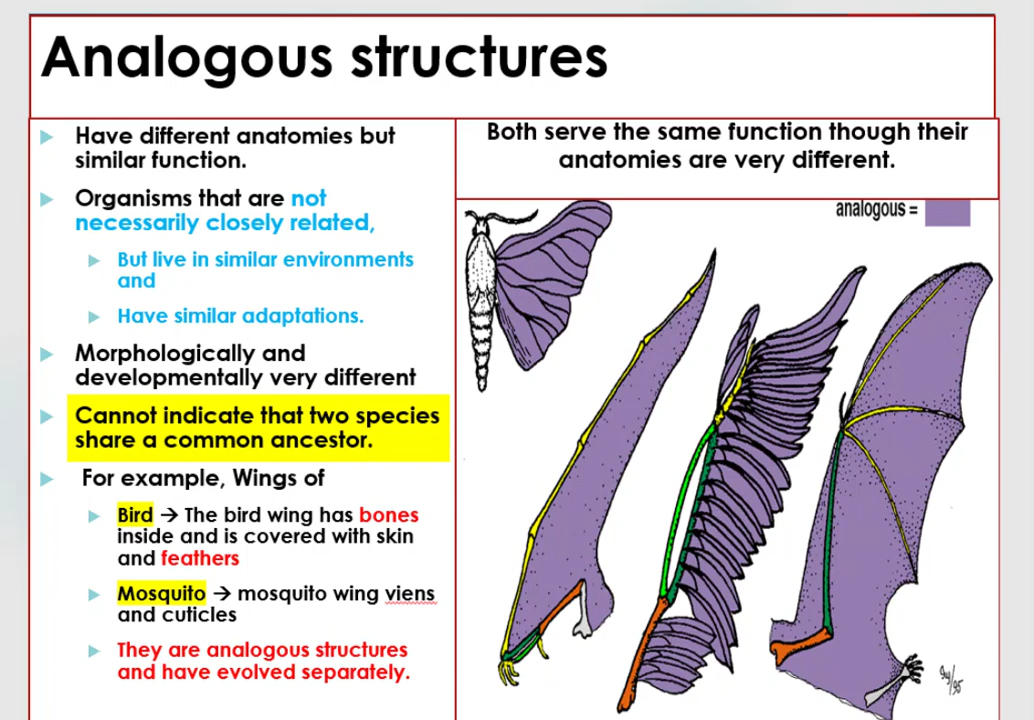 Analogous structures
Have different anatomies but
similar function.
Organisms that are not
necessarily closely related,
But live in similar environments
and
Have similar adaptations.
Morphologically and
developmentally very different
Cannot indicate that two species
share a common ancestor.
For example, Wings of
Bird → The bird wing has bones
inside and is covered with skin
and feathers
Mosquito → mosquito wing viens
and cuticles
They are analogous structures
and have evolved separately.
Both serve the same function though their
anatomies are very different.
analogous =